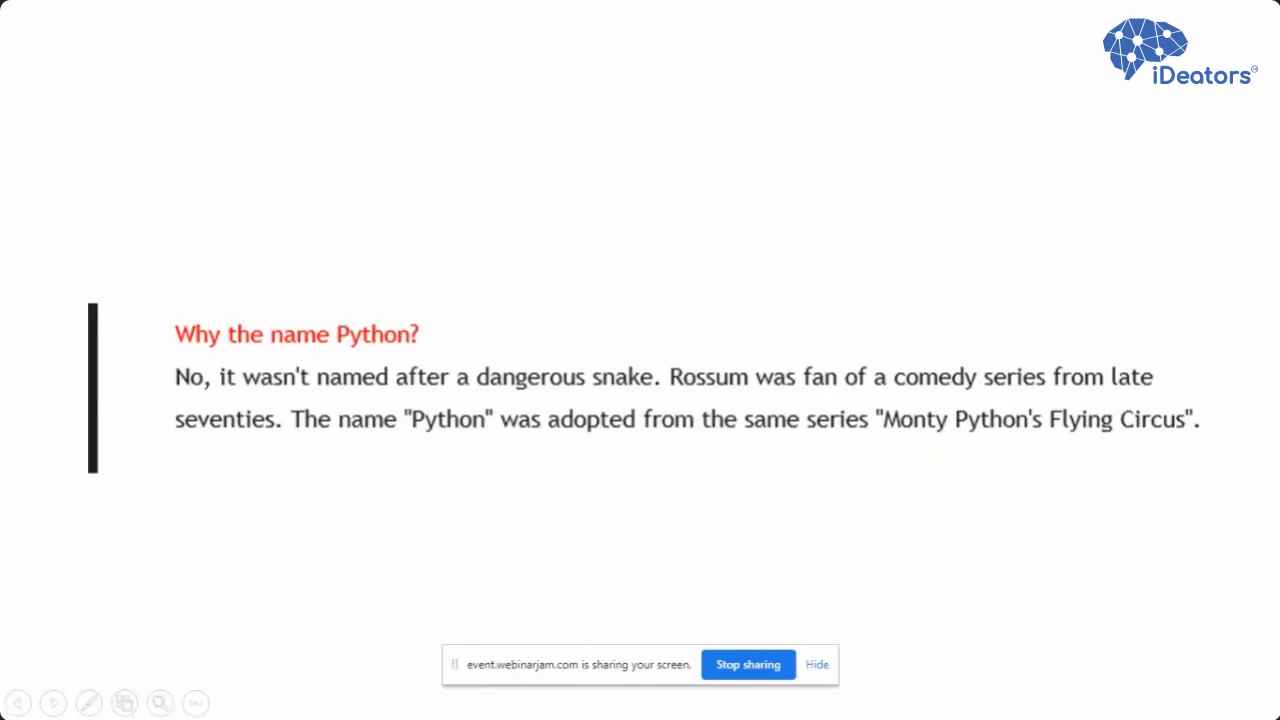 iDeators
Why the name Python?
No, it wasn't named after a dangerous snake. Rossum was fan of a comedy series from late
seventies. The name "Python" was adopted from the same series "Monty Python's Flying Circus".
event.webinarjam.com is sharing your screen. Stop sharing Hide